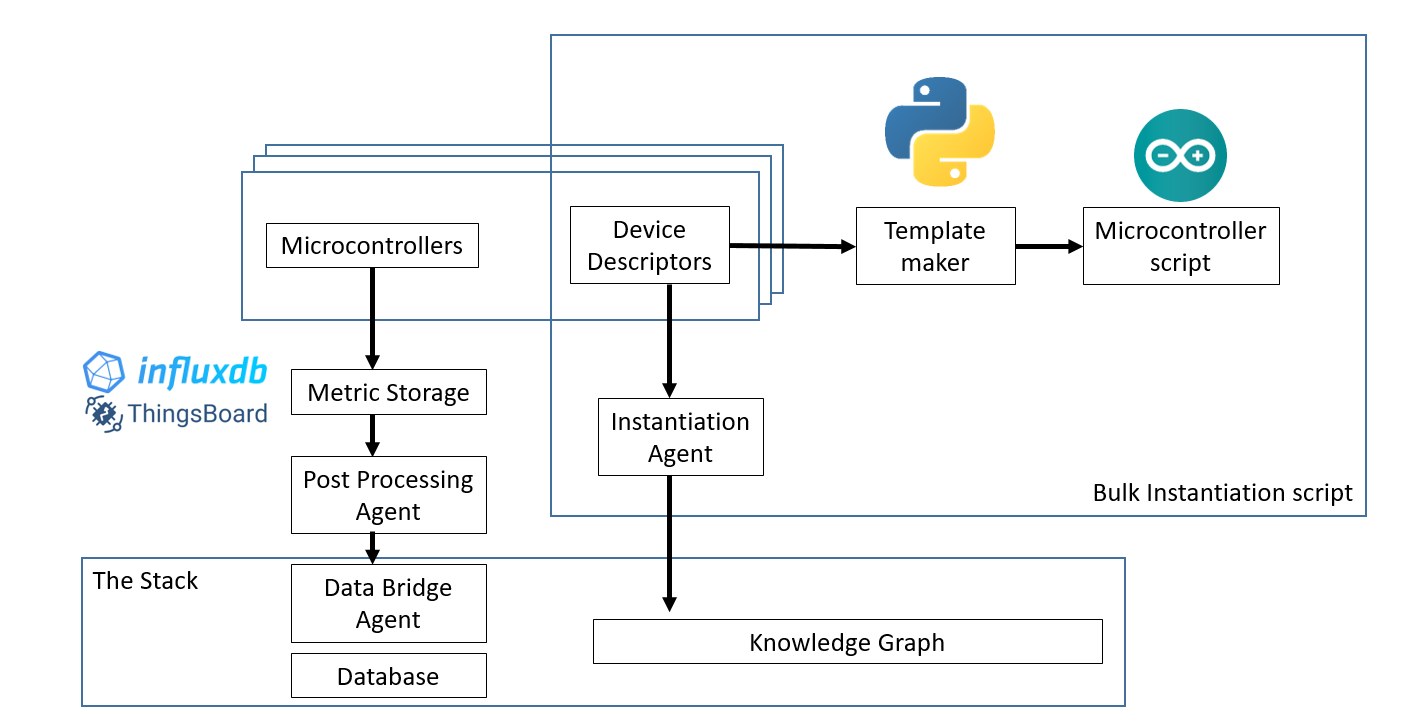 Microcontrollers
Device
Descriptors
Template
maker
Microcontroller
script
influxdb
ThingsBoard
Metric Storage
Instantiation
Agent
Post Processing
Agent
Bulk Instantiation script
The Stack
Data Bridge
Agent
Knowledge Graph
Database